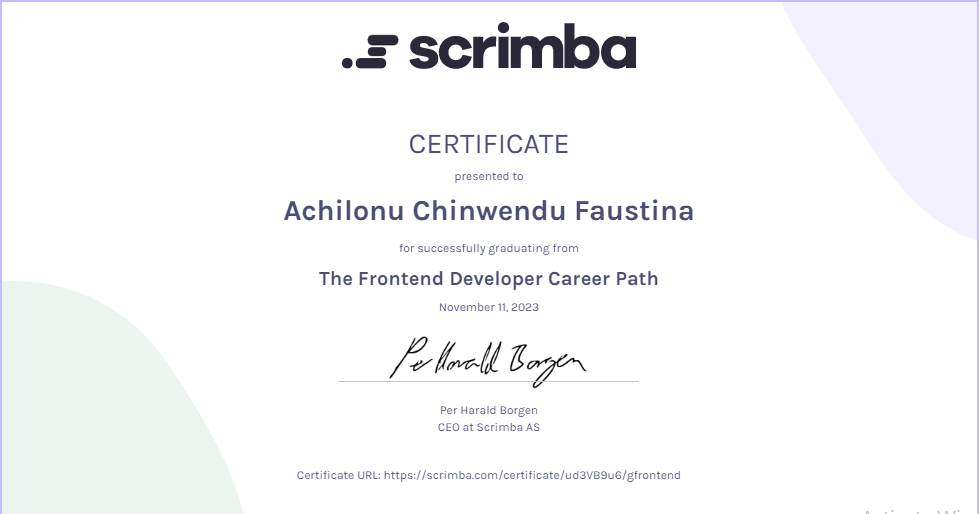 scrimba
CERTIFICATE
presented to
Achilonu Chinwendu Faustina
for successfully graduating from
The Frontend Developer Career Path
November 11, 2023
Per Harald Borgen
Per Harald Borgen
CEO at Scrimba AS
Certificate URL: https://scrimba.com/certificate/ud3VB9u6/gfrontend